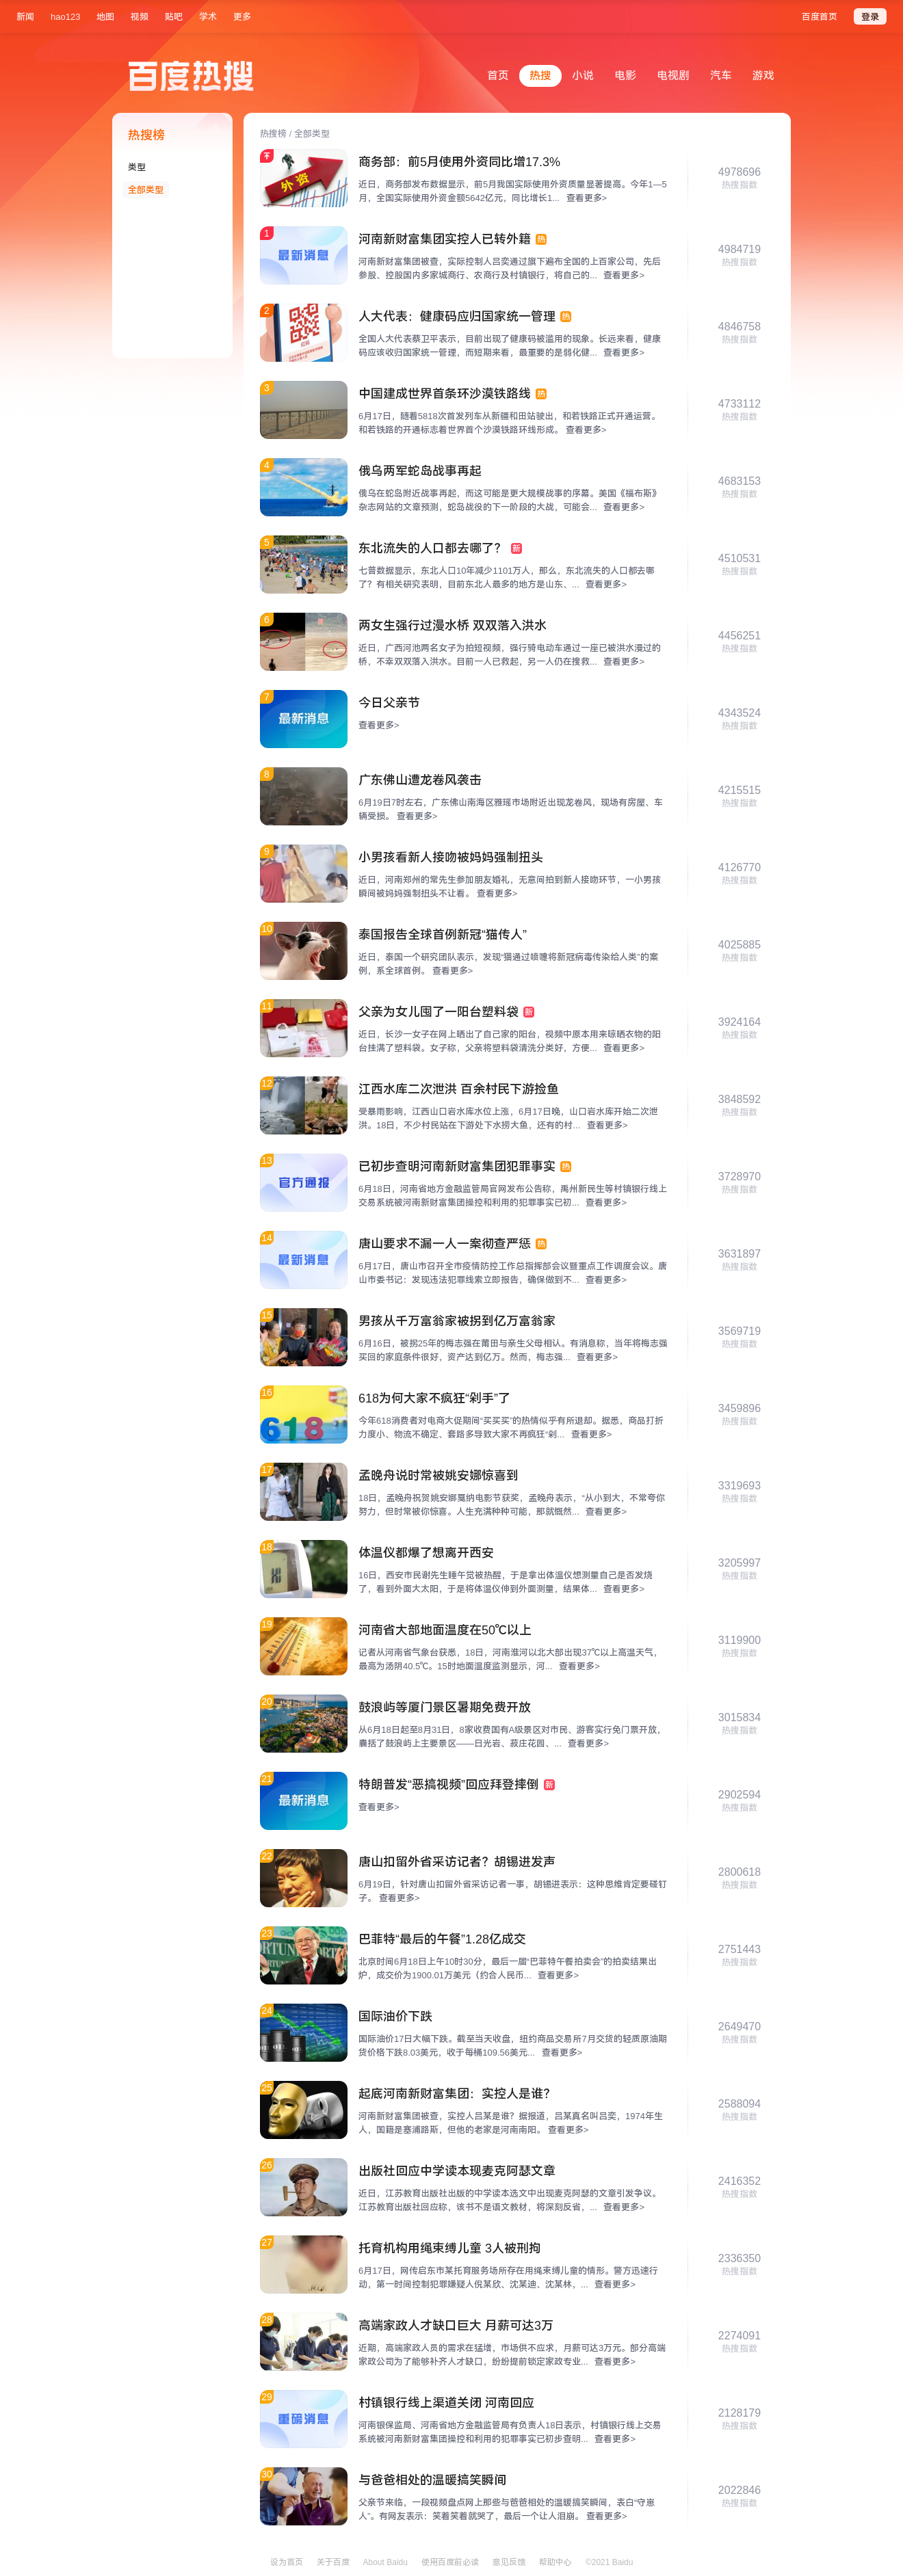 新闻 hao123 地图 视频 贴吧 学术 更多 百度首页 登录
百度热搜
首页 热搜 小说 电影 电视剧 汽车 游戏
热搜榜
类型
全部类型
热搜榜 / 全部类型
外资
商务部：前5月使用外资同比增17.3%
近日，商务部发布数据显示，前5月我国实际使用外资质量显著提高。今年1—5
月，全国实际使用外资金额5642亿元，同比增长1... 查看更多>
4978696
热搜指数
1
最新消息
河南新财富集团实控人已转外籍 热
河南新财富集团被查，实际控制人吕奕通过旗下遍布全国的上百家公司，先后
参股、控股国内多家城商行、农商行及村镇银行，将自己的... 查看更多>
4984719
热搜指数
2
人大代表：健康码应归国家统一管理 热
全国人大代表蔡卫平表示，目前出现了健康码被滥用的现象。长远来看，健康
码应该收归国家统一管理，而短期来看，最重要的是弱化健... 查看更多>
4846758
热搜指数
3
中国建成世界首条环沙漠铁路线 热
6月17日，随着5818次首发列车从新疆和田站驶出，和若铁路正式开通运营。
和若铁路的开通标志着世界首个沙漠铁路环线形成。 查看更多>
4733112
热搜指数
4
俄乌两军蛇岛战事再起
俄乌在蛇岛附近战事再起，而这可能是更大规模战事的序幕。美国《福布斯》
杂志网站的文章预测，蛇岛战役的下一阶段的大战，可能会... 查看更多>
4683153
热搜指数
5
东北流失的人口都去哪了？ 新
七普数据显示，东北人口10年减少1101万人，那么，东北流失的人口都去哪
了？有相关研究表明，目前东北人最多的地方是山东、... 查看更多>
4510531
热搜指数
6
两女生强行过漫水桥 双双落入洪水
近日，广西河池两名女子为拍短视频，强行骑电动车通过一座已被洪水漫过的
桥，不幸双双落入洪水。目前一人已救起，另一人仍在搜救... 查看更多>
4456251
热搜指数
7
最新消息
今日父亲节
查看更多>
4343524
热搜指数
8
广东佛山遭龙卷风袭击
6月19日7时左右，广东佛山南海区雅瑶市场附近出现龙卷风，现场有房屋、车
辆受损。 查看更多>
4215515
热搜指数
9
小男孩看新人接吻被妈妈强制扭头
近日，河南郑州的常先生参加朋友婚礼，无意间拍到新人接吻环节，一小男孩
瞬间被妈妈强制扭头不让看。 查看更多>
4126770
热搜指数
10
泰国报告全球首例新冠“猫传人”
近日，泰国一个研究团队表示，发现“猫通过喷嚏将新冠病毒传染给人类”的案
例，系全球首例。 查看更多>
4025885
热搜指数
11
父亲为女儿囤了一阳台塑料袋 新
近日，长沙一女子在网上晒出了自己家的阳台，视频中原本用来晾晒衣物的阳
台挂满了塑料袋。女子称，父亲将塑料袋清洗分类好，方便... 查看更多>
3924164
热搜指数
12
江西水库二次泄洪 百余村民下游捡鱼
受暴雨影响，江西山口岩水库水位上涨，6月17日晚，山口岩水库开始二次泄
洪。18日，不少村民站在下游处下水捞大鱼，还有的村... 查看更多>
3848592
热搜指数
13
官方通报
已初步查明河南新财富集团犯罪事实 热
6月18日，河南省地方金融监管局官网发布公告称，禹州新民生等村镇银行线上
交易系统被河南新财富集团操控和利用的犯罪事实已初... 查看更多>
3728970
热搜指数
14
最新消息
唐山要求不漏一人一案彻查严惩 热
6月17日，唐山市召开全市疫情防控工作总指挥部会议暨重点工作调度会议。唐
山市委书记：发现违法犯罪线索立即报告，确保做到不... 查看更多>
3631897
热搜指数
15
男孩从千万富翁家被拐到亿万富翁家
6月16日，被拐25年的梅志强在莆田与亲生父母相认。有消息称，当年将梅志强
买回的家庭条件很好，资产达到亿万。然而，梅志强... 查看更多>
3569719
热搜指数
16
618
618为何大家不疯狂“剁手”了
今年618消费者对电商大促期间“买买买”的热情似乎有所退却。据悉，商品打折
力度小、物流不确定、套路多导致大家不再疯狂“剁... 查看更多>
3459896
热搜指数
17
孟晚舟说时常被姚安娜惊喜到
18日，孟晚舟祝贺姚安娜戛纳电影节获奖，孟晚舟表示，“从小到大，不常夸你
努力，但时常被你惊喜。人生充满种种可能，那就慨然... 查看更多>
3319693
热搜指数
18
体温仪都爆了想离开西安
16日，西安市民谢先生睡午觉被热醒，于是拿出体温仪想测量自己是否发烧
了，看到外面大太阳，于是将体温仪伸到外面测量，结果体... 查看更多>
3205997
热搜指数
19
河南省大部地面温度在50℃以上
记者从河南省气象台获悉，18日，河南淮河以北大部出现37℃以上高温天气，
最高为汤阴40.5℃。15时地面温度监测显示，河... 查看更多>
3119900
热搜指数
20
鼓浪屿等厦门景区暑期免费开放
从6月18日起至8月31日，8家收费国有A级景区对市民、游客实行免门票开放，
囊括了鼓浪屿上主要景区——日光岩、菽庄花园、... 查看更多>
3015834
热搜指数
21
最新消息
特朗普发“恶搞视频”回应拜登摔倒 新
查看更多>
2902594
热搜指数
22
唐山扣留外省采访记者？胡锡进发声
6月19日，针对唐山扣留外省采访记者一事，胡锡进表示：这种思维肯定要碰钉
子。 查看更多>
2800618
热搜指数
23
巴菲特“最后的午餐”1.28亿成交
北京时间6月18日上午10时30分，最后一届“巴菲特午餐拍卖会”的拍卖结果出
炉，成交价为1900.01万美元（约合人民币... 查看更多>
2751443
热搜指数
24
国际油价下跌
国际油价17日大幅下跌。截至当天收盘，纽约商品交易所7月交货的轻质原油期
货价格下跌8.03美元，收于每桶109.56美元... 查看更多>
2649470
热搜指数
25
起底河南新财富集团：实控人是谁？
河南新财富集团被查，实控人吕某是谁？据报道，吕某真名叫吕奕，1974年生
人，国籍是塞浦路斯，但他的老家是河南南阳。 查看更多>
2588094
热搜指数
26
出版社回应中学读本现麦克阿瑟文章
近日，江苏教育出版社出版的中学读本选文中出现麦克阿瑟的文章引发争议。
江苏教育出版社回应称，该书不是语文教材，将深刻反省，... 查看更多>
2416352
热搜指数
27
托育机构用绳束缚儿童 3人被刑拘
6月17日，网传启东市某托育服务场所存在用绳束缚儿童的情形。警方迅速行
动，第一时间控制犯罪嫌疑人倪某欣、沈某迪、沈某林，... 查看更多>
2336350
热搜指数
28
高端家政人才缺口巨大 月薪可达3万
近期，高端家政人员的需求在猛增，市场供不应求，月薪可达3万元。部分高端
家政公司为了能够补齐人才缺口，纷纷提前锁定家政专业... 查看更多>
2274091
热搜指数
29
重磅消息
村镇银行线上渠道关闭 河南回应
河南银保监局、河南省地方金融监管局有负责人18日表示，村镇银行线上交易
系统被河南新财富集团操控和利用的犯罪事实已初步查明... 查看更多>
2128179
热搜指数
30
与爸爸相处的温暖搞笑瞬间
父亲节来临，一段视频盘点网上那些与爸爸相处的温暖搞笑瞬间，表白“守崽
人”。有网友表示：笑着笑着就哭了，最后一个让人泪崩。 查看更多>
2022846
热搜指数
设为首页 关于百度 About Baidu 使用百度前必读 意见反馈 帮助中心 ©2021 Baidu